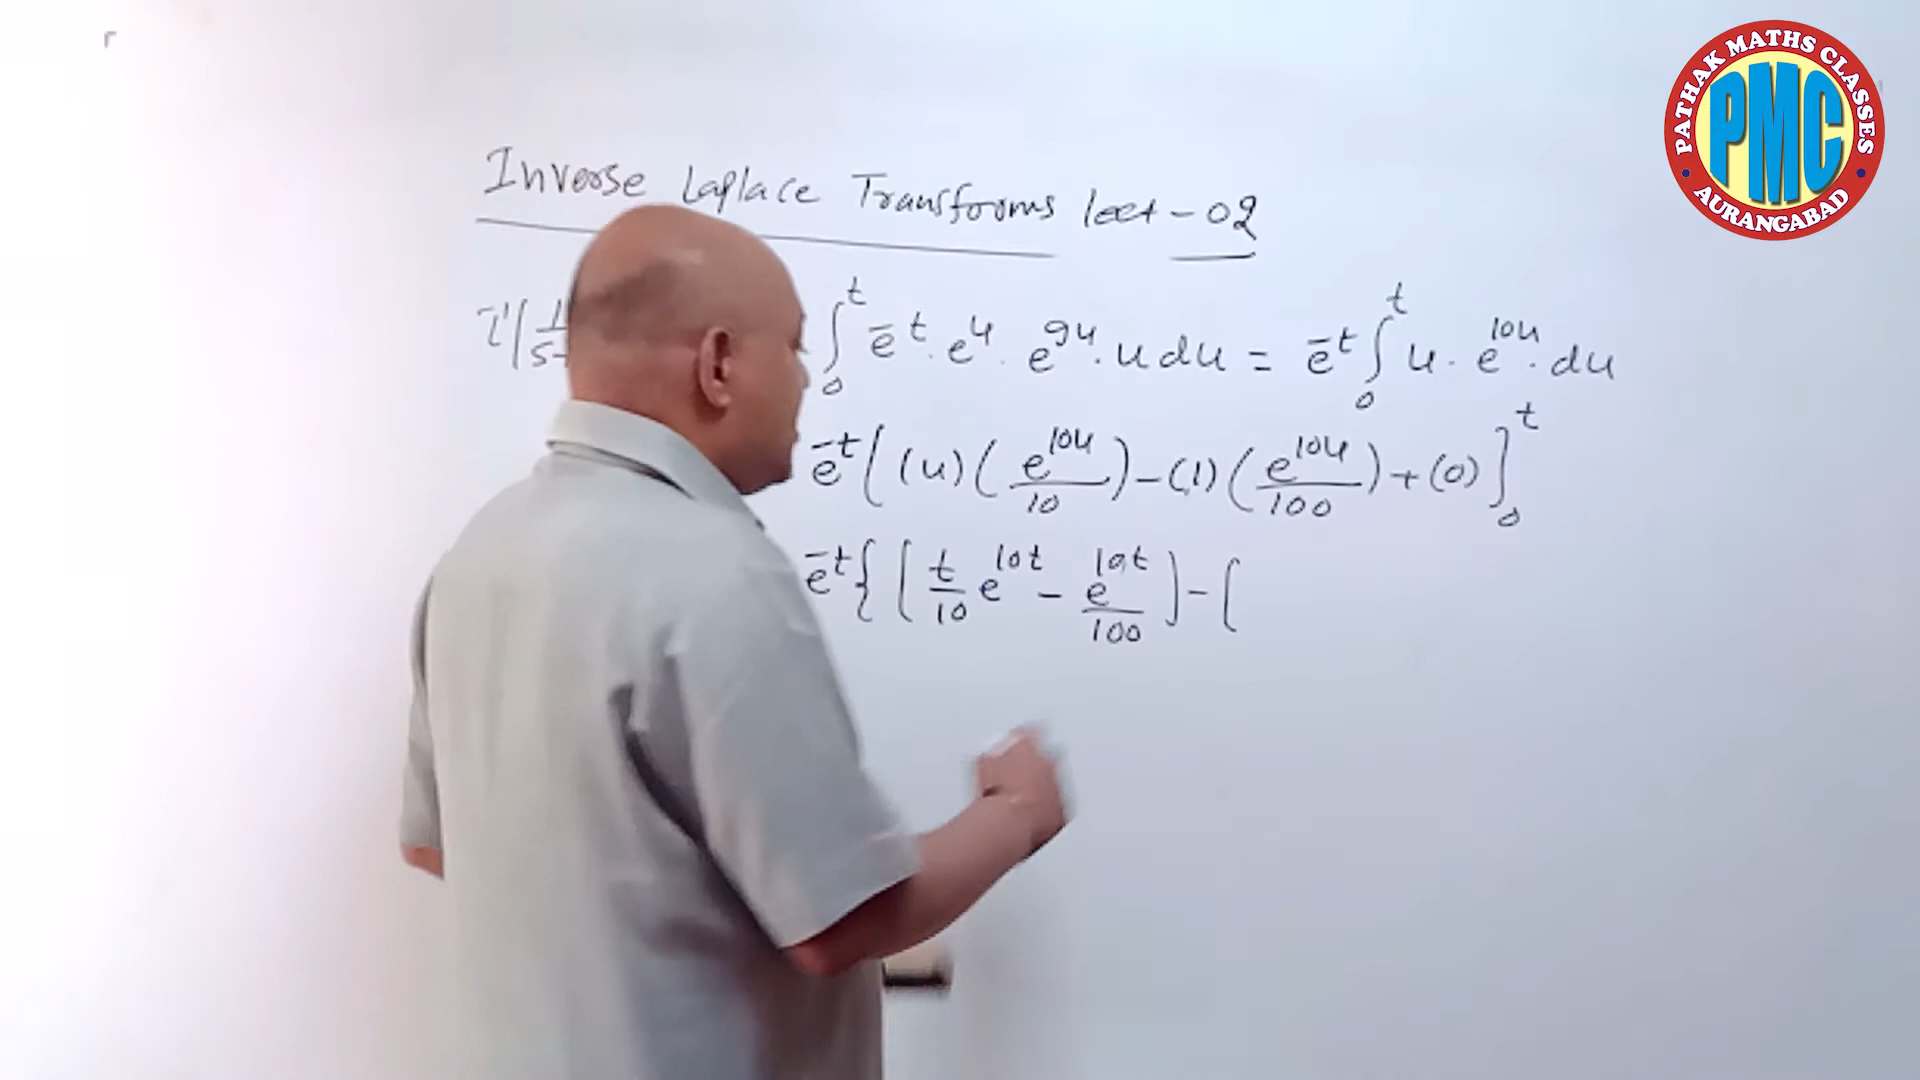 PATHAK MATHS CLASSES
PMC
AURANGABAD
Inverse Laplace Transforms lect-02
∫₀ᵗ e⁻ᵗ · eᵘ · e⁹ᵘ · u du = e⁻ᵗ ∫₀ᵗ u · e¹⁰ᵘ · du
e⁻ᵗ [ (u) ( e¹⁰ᵘ / 10 ) - (1) ( e¹⁰ᵘ / 100 ) + (0) ]₀ᵗ
e⁻ᵗ { [ t/10 e¹⁰ᵗ - e¹⁰ᵗ / 100 ] - [